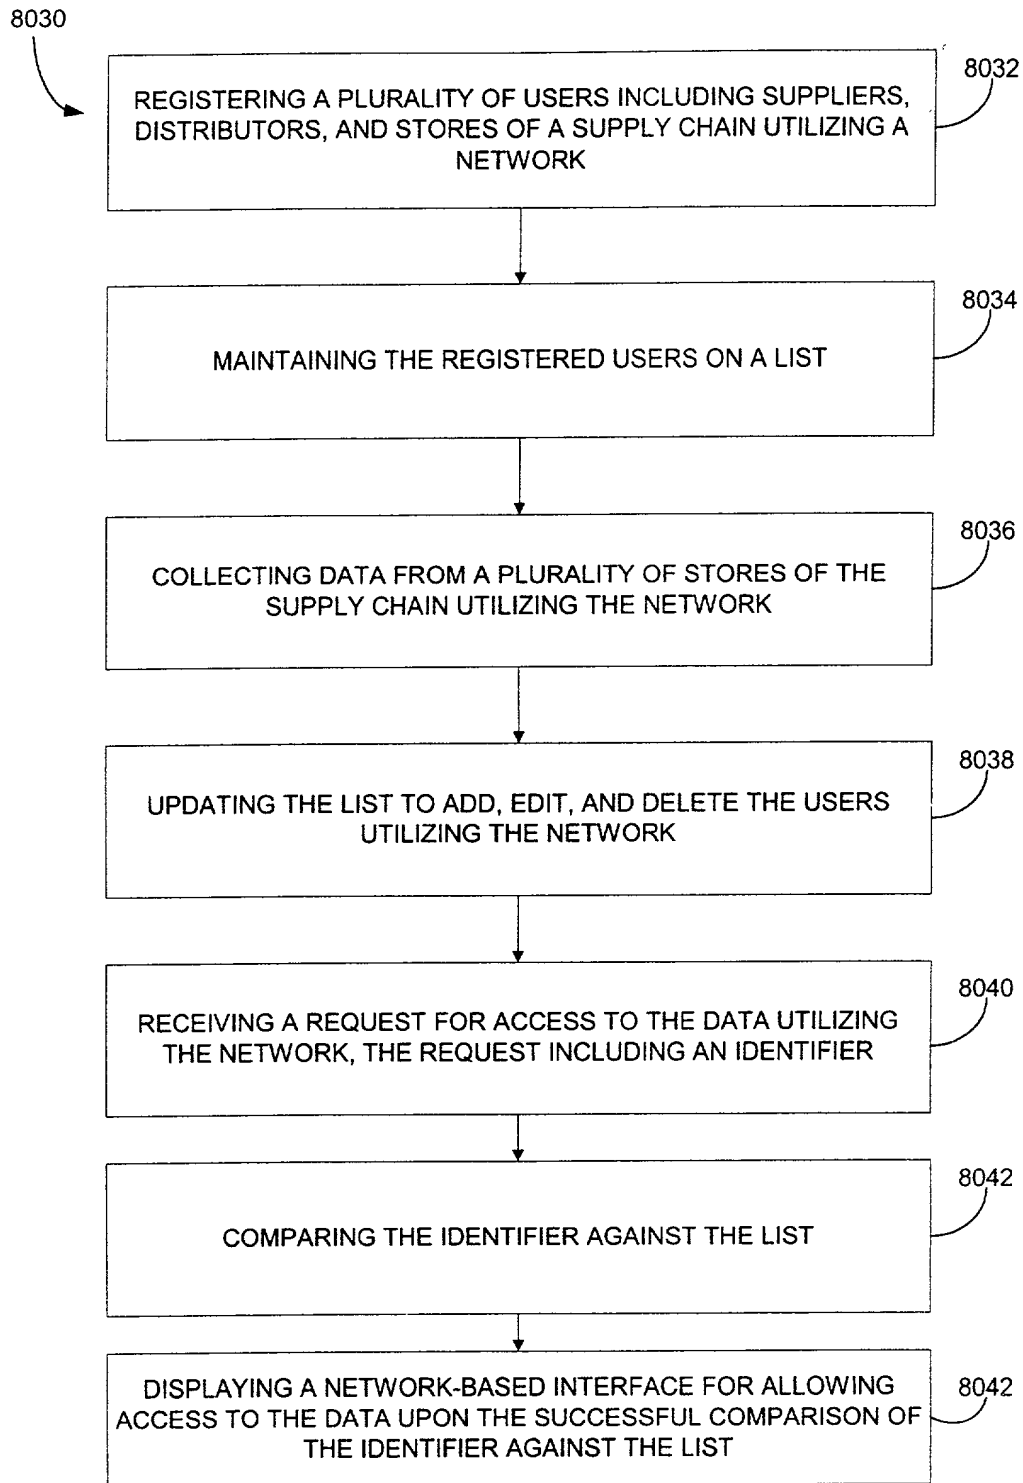 8030
8032
REGISTERING A PLURALITY OF USERS INCLUDING SUPPLIERS,
DISTRIBUTORS, AND STORES OF A SUPPLY CHAIN UTILIZING A
NETWORK
8034
MAINTAINING THE REGISTERED USERS ON A LIST
8036
COLLECTING DATA FROM A PLURALITY OF STORES OF THE
SUPPLY CHAIN UTILIZING THE NETWORK
8038
UPDATING THE LIST TO ADD, EDIT, AND DELETE THE USERS
UTILIZING THE NETWORK
8040
RECEIVING A REQUEST FOR ACCESS TO THE DATA UTILIZING
THE NETWORK, THE REQUEST INCLUDING AN IDENTIFIER
8042
COMPARING THE IDENTIFIER AGAINST THE LIST
8042
DISPLAYING A NETWORK-BASED INTERFACE FOR ALLOWING
ACCESS TO THE DATA UPON THE SUCCESSFUL COMPARISON OF
THE IDENTIFIER AGAINST THE LIST